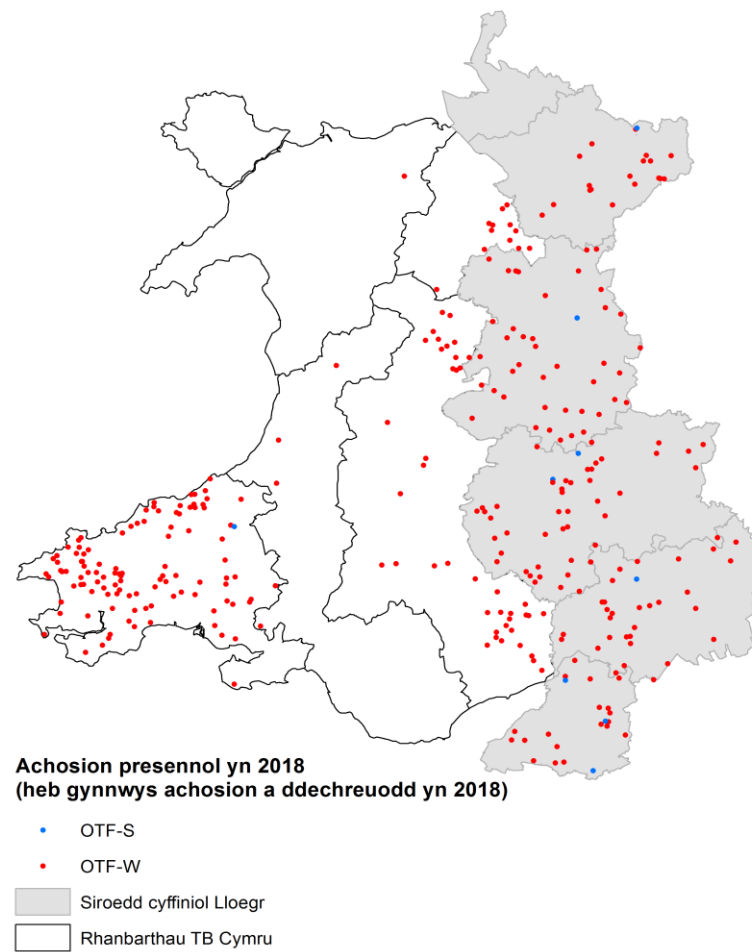 Achosion presennol yn 2018
(heb gynnwys achosion a ddechreuodd yn 2018)
OTF-S
OTF-W
Siroedd cyffiniol Lloegr
Rhanbarthau TB Cymru